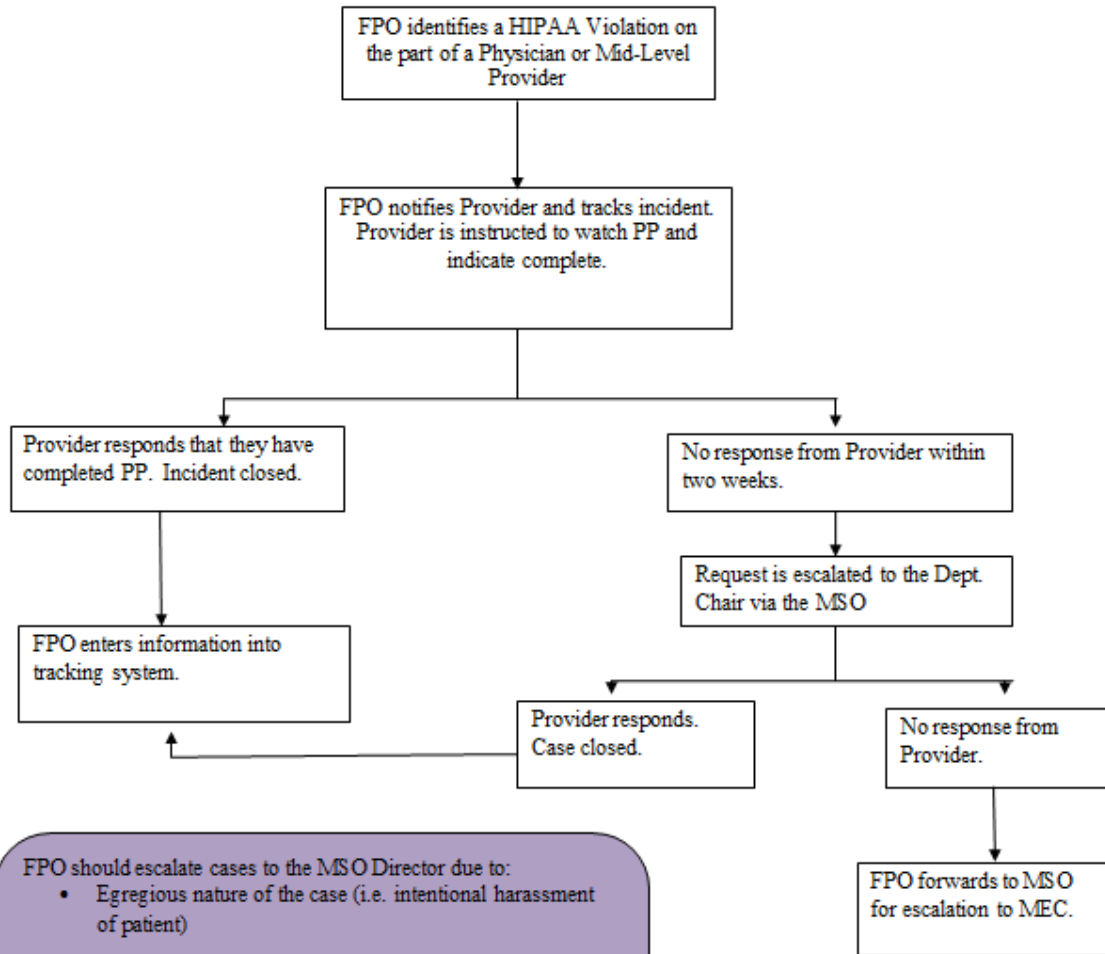 FPO identifies a HIPAA Violation on
the part of a Physician or Mid-Level
Provider
FPO notifies Provider and tracks incident.
Provider is instructed to watch PP and
indicate complete.
Provider responds that they have
completed PP.  Incident closed.
No response from Provider within
two weeks.
Request is escalated to the Dept.
Chair via the MSO
FPO enters information into
tracking system.
Provider responds.
Case closed.
No response from
Provider.
FPO should escalate cases to the MSO Director due to:
• Egregious nature of the case (i.e. intentional harassment
of patient)
FPO forwards to MSO
for escalation to MEC.